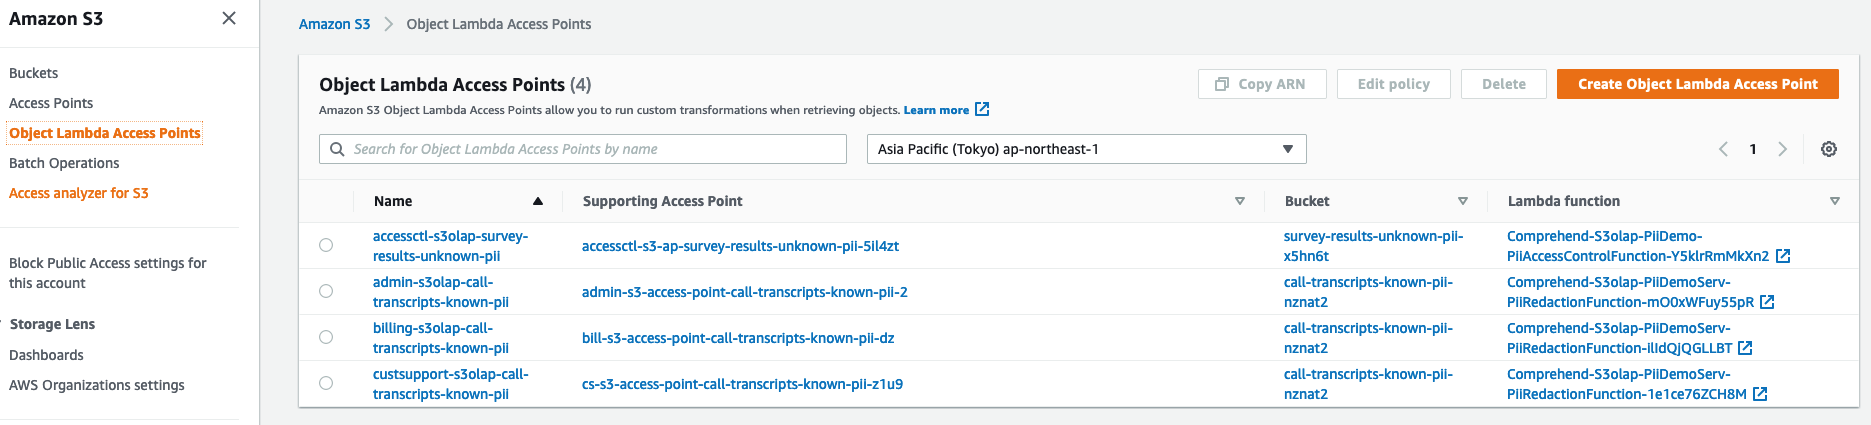 Amazon S3
Buckets
Access Points
Object Lambda Access Points
Batch Operations
Access analyzer for S3
Block Public Access settings for
this account
Storage Lens
Dashboards
AWS Organizations settings
Amazon S3 > Object Lambda Access Points
Object Lambda Access Points (4)
Copy ARN
Edit policy
Delete
Create Object Lambda Access Point
Amazon S3 Object Lambda Access Points allow you to run custom transformations when retrieving objects. Learn more
Search for Object Lambda Access Points by name
Asia Pacific (Tokyo) ap-northeast-1
1
Name
Supporting Access Point
Bucket
Lambda function
accessctl-s3olap-survey-
results-unknown-pii
accessctl-s3-ap-survey-results-unknown-pii-5il4zt
survey-results-unknown-pii-
x5hn6t
Comprehend-S3olap-PiiDemo-
PiiAccessControlFunction-Y5klrRmMkXn2
admin-s3olap-call-
transcripts-known-pii
admin-s3-access-point-call-transcripts-known-pii-2
call-transcripts-known-pii-
nznat2
Comprehend-S3olap-PiiDemoServ-
PiiRedactionFunction-mO0xWFuy55pR
billing-s3olap-call-
transcripts-known-pii
bill-s3-access-point-call-transcripts-known-pii-dz
call-transcripts-known-pii-
nznat2
Comprehend-S3olap-PiiDemoServ-
PiiRedactionFunction-ilIdQjQGLLBT
custsupport-s3olap-call-
transcripts-known-pii
cs-s3-access-point-call-transcripts-known-pii-z1u9
call-transcripts-known-pii-
nznat2
Comprehend-S3olap-PiiDemoServ-
PiiRedactionFunction-1e1ce76ZCH8M